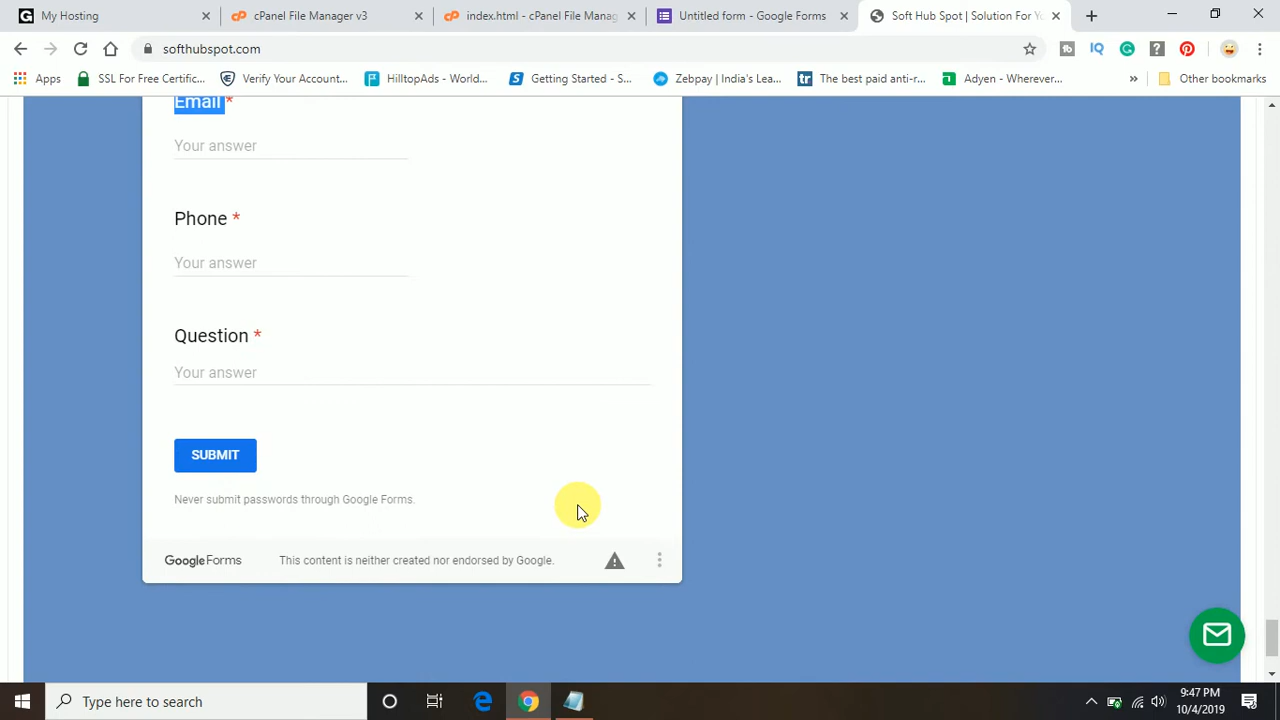 My Hosting
cPanel File Manager v3
index.html - cPanel File Manag
Untitled form - Google Forms
Soft Hub Spot | Solution For Yo
softhubspot.com
Apps
SSL For Free Certific...
Verify Your Account...
HilltopAds - World...
Getting Started - S...
Zebpay | India's Lea...
The best paid anti-r...
Adyen - Wherever...
Other bookmarks
Email *
Your answer
Phone *
Your answer
Question *
Your answer
SUBMIT
Never submit passwords through Google Forms.
Google Forms
This content is neither created nor endorsed by Google.
Type here to search
9:47 PM
10/4/2019